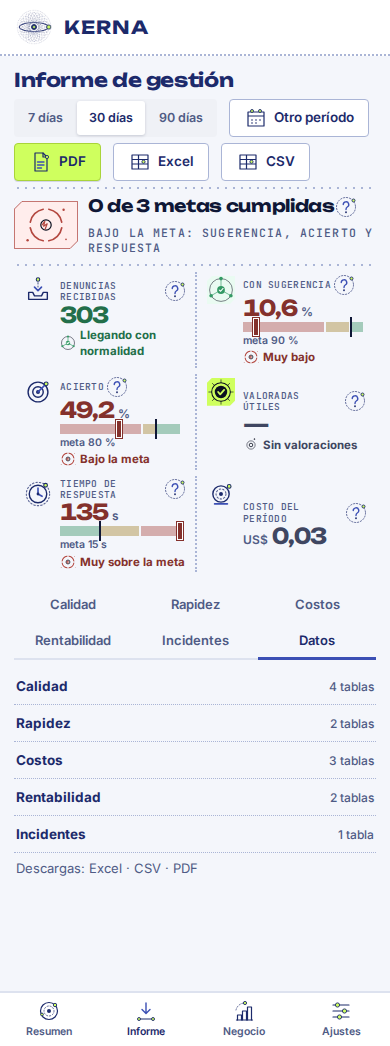 KERNA
Informe de gestión
7 días
30 días
90 días
Otro período
PDF
Excel
CSV
0 de 3 metas cumplidas ?
BAJO LA META: SUGERENCIA, ACIERTO Y
RESPUESTA
DENUNCIAS
RECIBIDAS
?
303
Llegando con
normalidad
CON SUGERENCIA ?
10,6 %
meta 90 %
Muy bajo
ACIERTO ?
49,2 %
meta 80 %
Bajo la meta
VALORADAS
ÚTILES
?
—
Sin valoraciones
TIEMPO DE
RESPUESTA
?
135 s
meta 15 s
Muy sobre la meta
COSTO DEL
PERÍODO
?
US$ 0,03
Calidad
Rapidez
Costos
Rentabilidad
Incidentes
Datos
Calidad 4 tablas
Rapidez 2 tablas
Costos 3 tablas
Rentabilidad 2 tablas
Incidentes 1 tabla
Descargas: Excel · CSV · PDF
Resumen
Informe
Negocio
Ajustes